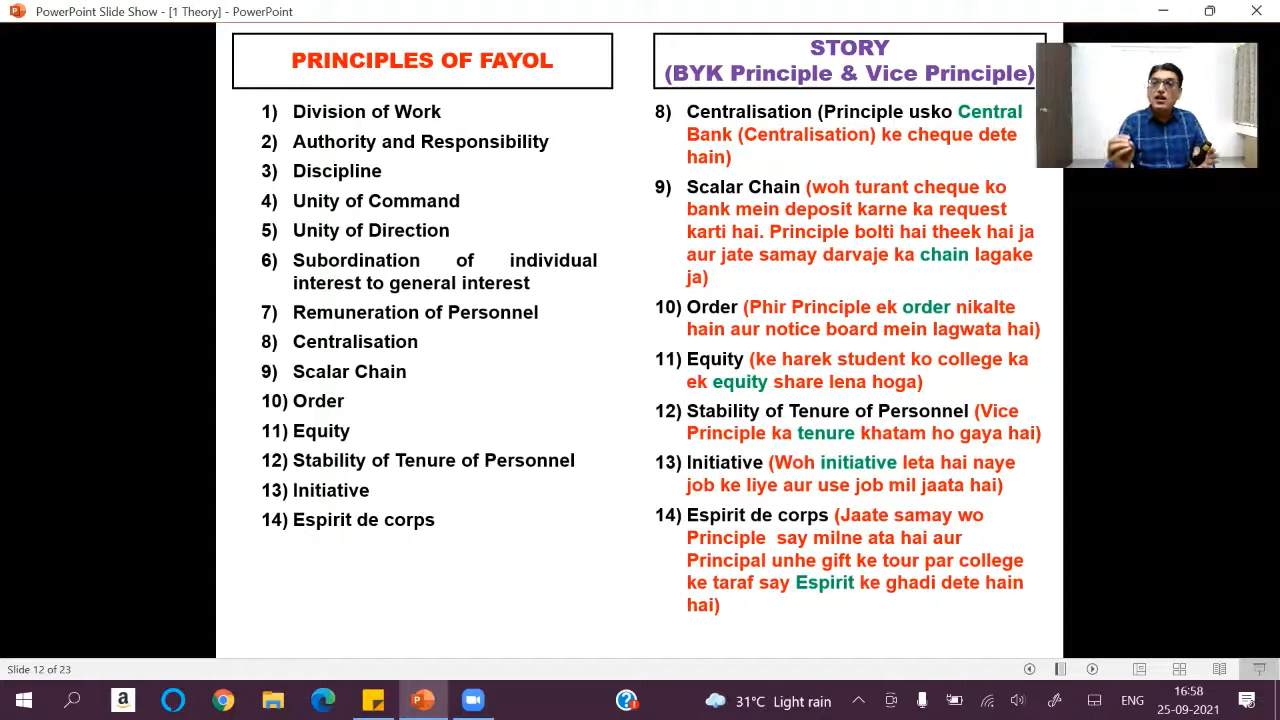 PowerPoint Slide Show - [1 Theory] - PowerPoint
PRINCIPLES OF FAYOL
1) Division of Work
2) Authority and Responsibility
3) Discipline
4) Unity of Command
5) Unity of Direction
6) Subordination of individual
interest to general interest
7) Remuneration of Personnel
8) Centralisation
9) Scalar Chain
10) Order
11) Equity
12) Stability of Tenure of Personnel
13) Initiative
14) Espirit de corps
STORY
(BYK Principle & Vice Principle)
8) Centralisation (Principle usko Central
Bank (Centralisation) ke cheque dete
hain)
9) Scalar Chain (woh turant cheque ko
bank mein deposit karne ka request
karti hai. Principle bolti hai theek hai ja
aur jate samay darvaje ka chain lagake
ja)
10) Order (Phir Principle ek order nikalte
hain aur notice board mein lagwata hai)
11) Equity (ke harek student ko college ka
ek equity share lena hoga)
12) Stability of Tenure of Personnel (Vice
Principle ka tenure khatam ho gaya hai)
13) Initiative (Woh initiative leta hai naye
job ke liye aur use job mil jaata hai)
14) Espirit de corps (Jaate samay wo
Principle say milne ata hai aur
Principal unhe gift ke tour par college
ke taraf say Espirit ke ghadi dete hain
hai)
Slide 12 of 23
31°C Light rain
ENG
16:58
25-09-2021